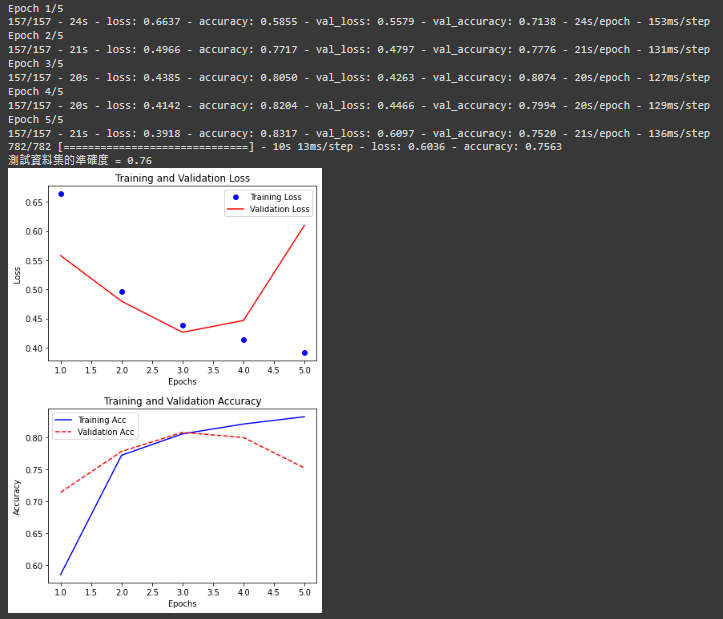 Epoch 1/5
157/157 - 24s - loss: 0.6637 - accuracy: 0.5855 - val_loss: 0.5579 - val_accuracy: 0.7138 - 24s/epoch - 153ms/step
Epoch 2/5
157/157 - 21s - loss: 0.4966 - accuracy: 0.7717 - val_loss: 0.4797 - val_accuracy: 0.7776 - 21s/epoch - 131ms/step
Epoch 3/5
157/157 - 20s - loss: 0.4385 - accuracy: 0.8050 - val_loss: 0.4263 - val_accuracy: 0.8074 - 20s/epoch - 127ms/step
Epoch 4/5
157/157 - 20s - loss: 0.4142 - accuracy: 0.8204 - val_loss: 0.4466 - val_accuracy: 0.7994 - 20s/epoch - 129ms/step
Epoch 5/5
157/157 - 21s - loss: 0.3918 - accuracy: 0.8317 - val_loss: 0.6097 - val_accuracy: 0.7520 - 21s/epoch - 136ms/step
782/782 [==============================] - 10s 13ms/step - loss: 0.6036 - accuracy: 0.7563
測試資料集的準確度 = 0.76
Training and Validation Loss
Training Loss
Validation Loss
0.65
0.60
0.55
0.50
0.45
0.40
Loss
1.0 1.5 2.0 2.5 3.0 3.5 4.0 4.5 5.0
Epochs
Training and Validation Accuracy
Training Acc
Validation Acc
0.80
0.75
0.70
0.65
0.60
Accuracy
1.0 1.5 2.0 2.5 3.0 3.5 4.0 4.5 5.0
Epochs